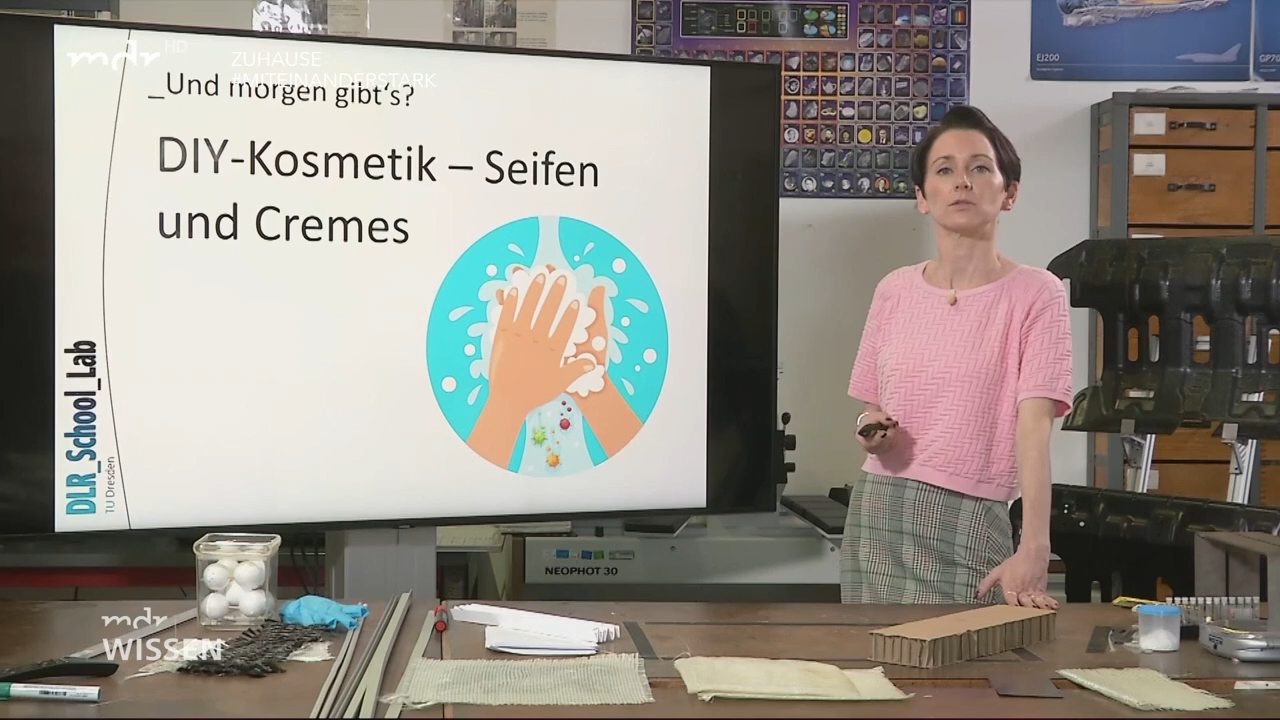 mdr HD
ZUHAUSE
#MITEINANDERSTARK
_Und morgen gibt's?
DIY-Kosmetik – Seifen
und Cremes
DLR_School_Lab
TU Dresden
EJ200
NEOPHOT 30
mdr
WISSEN